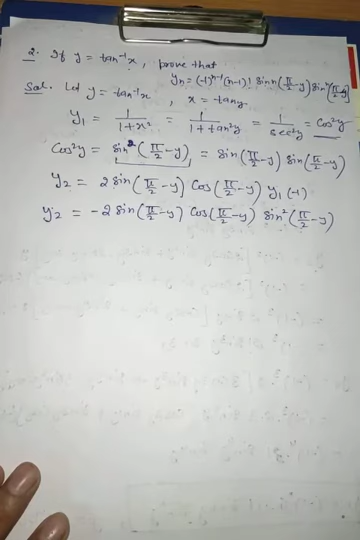 2. If y = tan⁻¹x, prove that
yₙ = (-1)ⁿ⁻¹ (n-1)! sin n(π/2 - y) sinⁿ(π/2 - y)
Sol. Let y = tan⁻¹x, x = tan y
y₁ = 1/(1+x²) = 1/(1+tan²y) = 1/sec²y = cos²y
cos²y = sin²(π/2 - y) = sin(π/2 - y) sin(π/2 - y)
y₂ = 2 sin(π/2 - y) cos(π/2 - y) y₁ (-1)
y₂ = -2 sin(π/2 - y) cos(π/2 - y) sin²(π/2 - y)